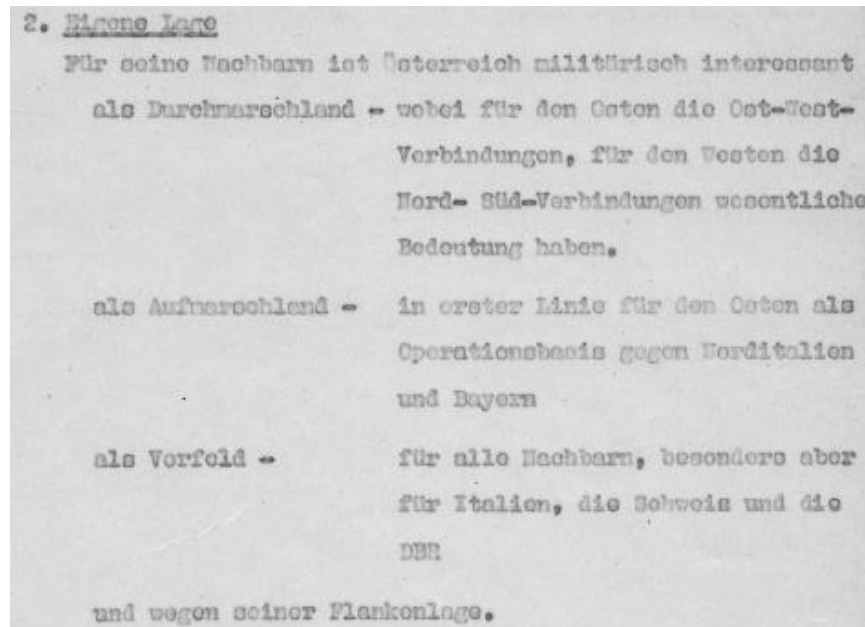 2. Eigene Lage
Für seine Nachbarn ist Österreich militärisch interessant
als Durchmarschland - wobei für den Osten die Ost-West-
Verbindungen, für den Westen die
Nord- Süd-Verbindungen wesentliche
Bedeutung haben.
als Aufmarschland - in erster Linie für den Osten als
Operationsbasis gegen Norditalien
und Bayern
als Vorfeld - für alle Nachbarn, besonders aber
für Italien, die Schweiz und die
DBR
und wegen seiner Flankenlage.